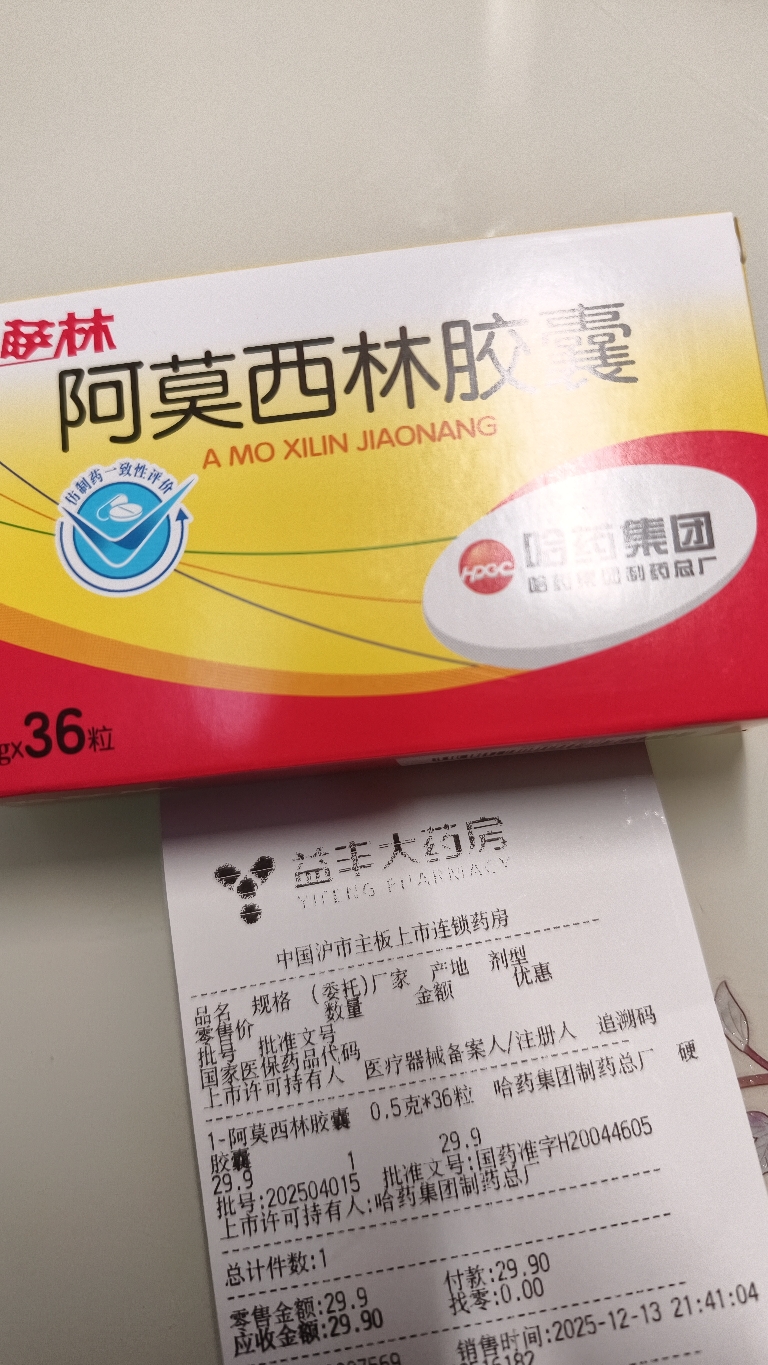 萨林
阿莫西林胶囊
A MO XILIN JIAONANG
仿制药一致性评价
HPGC
哈药集团
哈药集团制药总厂
g×36粒
益丰大药房
YIFENG PHARMACY
中国沪市主板上市连锁药房
品名 规格 (委托)厂家 产地 剂型
零售价 数量 金额 优惠
批号 批准文号
国家医保药品代码
上市许可持有人 医疗器械备案人/注册人 追溯码
1-阿莫西林胶囊 0.5克*36粒 哈药集团制药总厂 硬
胶囊
29.9 1 29.9
批号:202504015 批准文号:国药准字H20044605
上市许可持有人:哈药集团制药总厂
总计件数:1
零售金额:29.9 付款:29.90
应收金额:29.90 找零:0.00
销售时间:2025-12-13 21:41:04